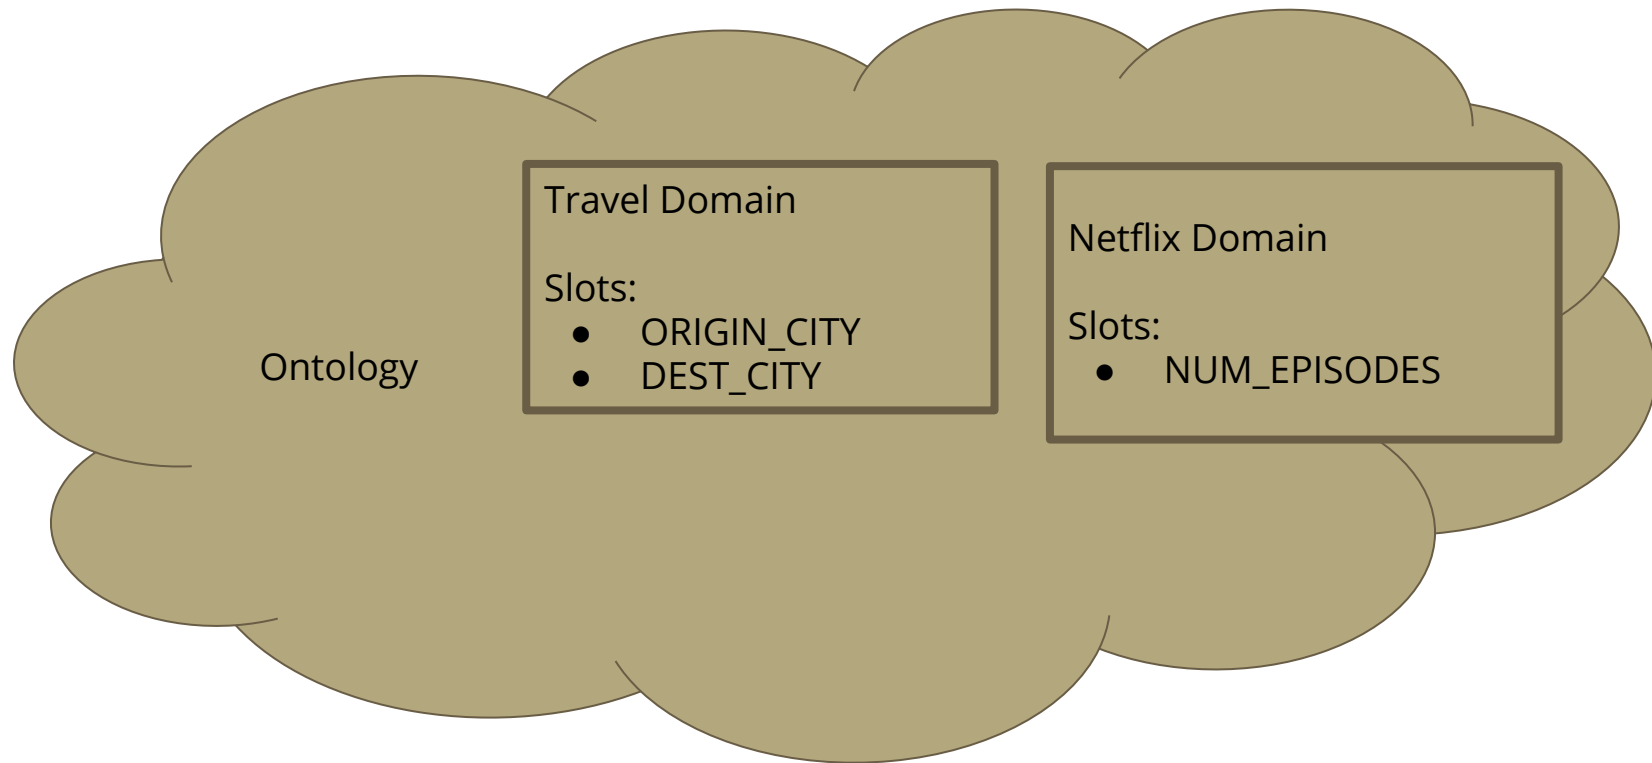 Ontology
Travel Domain
Slots:
● ORIGIN_CITY
● DEST_CITY
Netflix Domain
Slots:
● NUM_EPISODES